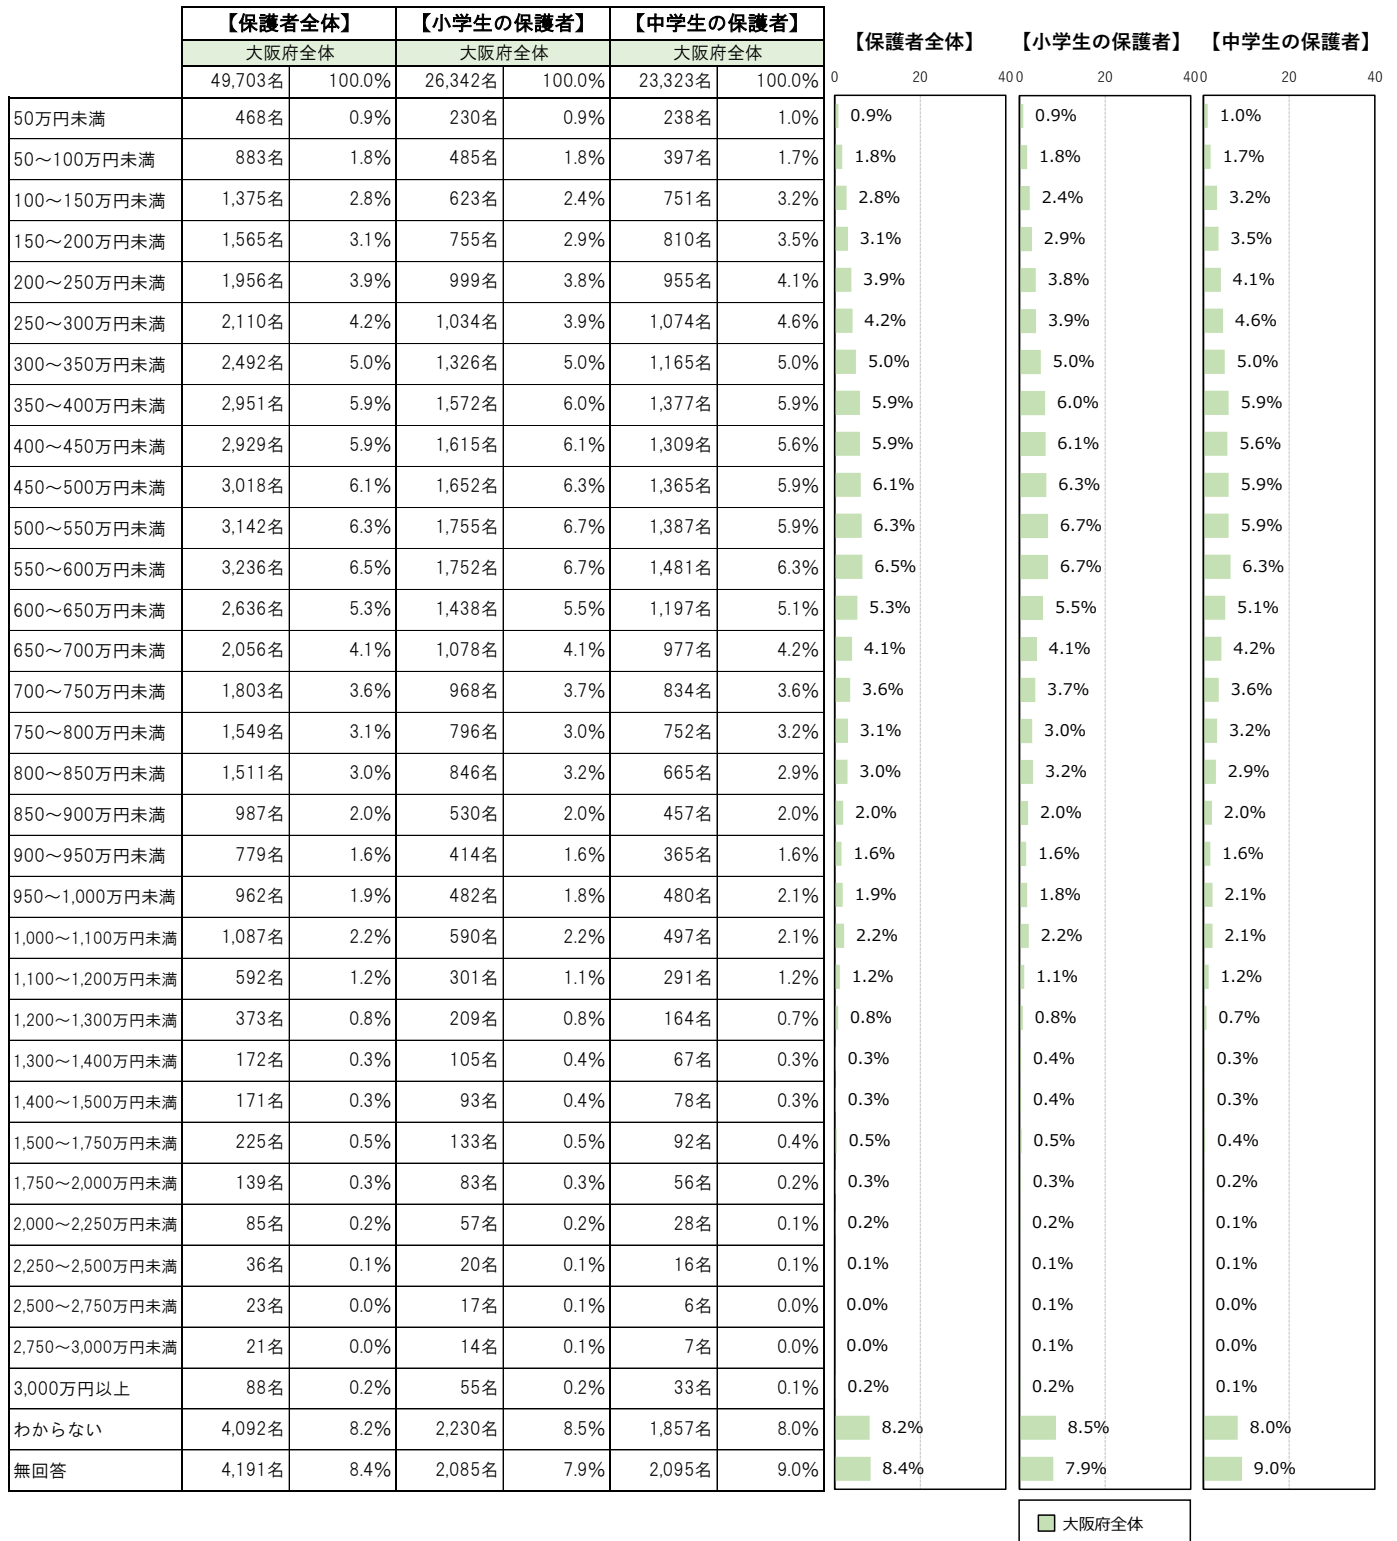 【保護者全体】 【小学生の保護者】 【中学生の保護者】
大阪府全体 大阪府全体 大阪府全体
49,703名 100.0% 26,342名 100.0% 23,323名 100.0%
【保護者全体】 【小学生の保護者】 【中学生の保護者】
0 20 40 0 20 40 0 20 40
50万円未満 468名 0.9% 230名 0.9% 238名 1.0% 0.9% 0.9% 1.0%
50～100万円未満 883名 1.8% 485名 1.8% 397名 1.7% 1.8% 1.8% 1.7%
100～150万円未満 1,375名 2.8% 623名 2.4% 751名 3.2% 2.8% 2.4% 3.2%
150～200万円未満 1,565名 3.1% 755名 2.9% 810名 3.5% 3.1% 2.9% 3.5%
200～250万円未満 1,956名 3.9% 999名 3.8% 955名 4.1% 3.9% 3.8% 4.1%
250～300万円未満 2,110名 4.2% 1,034名 3.9% 1,074名 4.6% 4.2% 3.9% 4.6%
300～350万円未満 2,492名 5.0% 1,326名 5.0% 1,165名 5.0% 5.0% 5.0% 5.0%
350～400万円未満 2,951名 5.9% 1,572名 6.0% 1,377名 5.9% 5.9% 6.0% 5.9%
400～450万円未満 2,929名 5.9% 1,615名 6.1% 1,309名 5.6% 5.9% 6.1% 5.6%
450～500万円未満 3,018名 6.1% 1,652名 6.3% 1,365名 5.9% 6.1% 6.3% 5.9%
500～550万円未満 3,142名 6.3% 1,755名 6.7% 1,387名 5.9% 6.3% 6.7% 5.9%
550～600万円未満 3,236名 6.5% 1,752名 6.7% 1,481名 6.3% 6.5% 6.7% 6.3%
600～650万円未満 2,636名 5.3% 1,438名 5.5% 1,197名 5.1% 5.3% 5.5% 5.1%
650～700万円未満 2,056名 4.1% 1,078名 4.1% 977名 4.2% 4.1% 4.1% 4.2%
700～750万円未満 1,803名 3.6% 968名 3.7% 834名 3.6% 3.6% 3.7% 3.6%
750～800万円未満 1,549名 3.1% 796名 3.0% 752名 3.2% 3.1% 3.0% 3.2%
800～850万円未満 1,511名 3.0% 846名 3.2% 665名 2.9% 3.0% 3.2% 2.9%
850～900万円未満 987名 2.0% 530名 2.0% 457名 2.0% 2.0% 2.0% 2.0%
900～950万円未満 779名 1.6% 414名 1.6% 365名 1.6% 1.6% 1.6% 1.6%
950～1,000万円未満 962名 1.9% 482名 1.8% 480名 2.1% 1.9% 1.8% 2.1%
1,000～1,100万円未満 1,087名 2.2% 590名 2.2% 497名 2.1% 2.2% 2.2% 2.1%
1,100～1,200万円未満 592名 1.2% 301名 1.1% 291名 1.2% 1.2% 1.1% 1.2%
1,200～1,300万円未満 373名 0.8% 209名 0.8% 164名 0.7% 0.8% 0.8% 0.7%
1,300～1,400万円未満 172名 0.3% 105名 0.4% 67名 0.3% 0.3% 0.4% 0.3%
1,400～1,500万円未満 171名 0.3% 93名 0.4% 78名 0.3% 0.3% 0.4% 0.3%
1,500～1,750万円未満 225名 0.5% 133名 0.5% 92名 0.4% 0.5% 0.5% 0.4%
1,750～2,000万円未満 139名 0.3% 83名 0.3% 56名 0.2% 0.3% 0.3% 0.2%
2,000～2,250万円未満 85名 0.2% 57名 0.2% 28名 0.1% 0.2% 0.2% 0.1%
2,250～2,500万円未満 36名 0.1% 20名 0.1% 16名 0.1% 0.1% 0.1% 0.1%
2,500～2,750万円未満 23名 0.0% 17名 0.1% 6名 0.0% 0.0% 0.1% 0.0%
2,750～3,000万円未満 21名 0.0% 14名 0.1% 7名 0.0% 0.0% 0.1% 0.0%
3,000万円以上 88名 0.2% 55名 0.2% 33名 0.1% 0.2% 0.2% 0.1%
わからない 4,092名 8.2% 2,230名 8.5% 1,857名 8.0% 8.2% 8.5% 8.0%
無回答 4,191名 8.4% 2,085名 7.9% 2,095名 9.0% 8.4% 7.9% 9.0%
大阪府全体